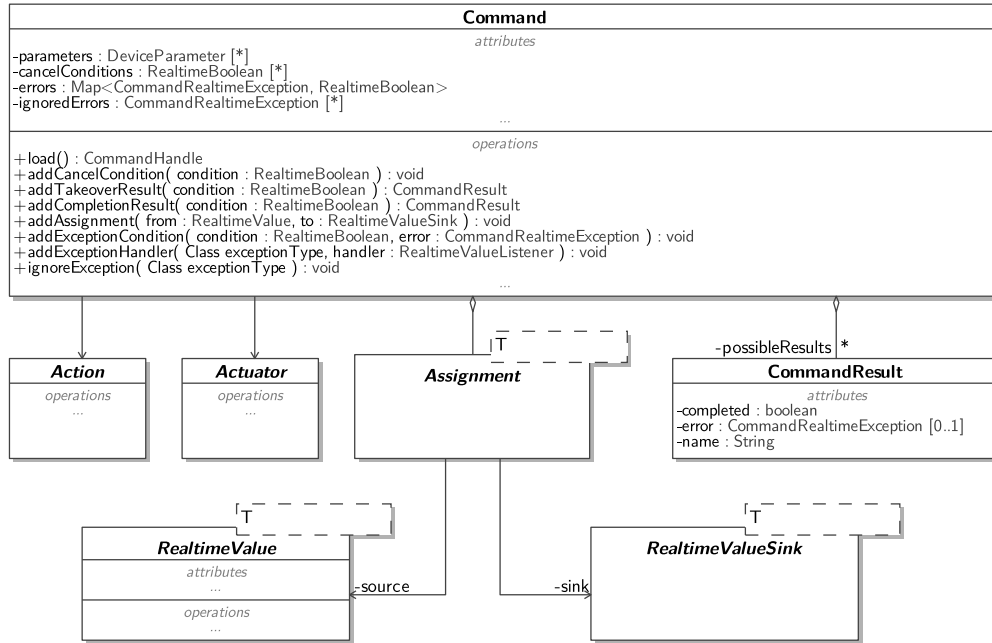 Command
attributes
-parameters : DeviceParameter [*]
-cancelConditions : RealtimeBoolean [*]
-errors : Map<CommandRealtimeException, RealtimeBoolean>
-ignoredErrors : CommandRealtimeException [*]
...
operations
+load() : CommandHandle
+addCancelCondition( condition : RealtimeBoolean ) : void
+addTakeoverResult( condition : RealtimeBoolean ) : CommandResult
+addCompletionResult( condition : RealtimeBoolean ) : CommandResult
+addAssignment( from : RealtimeValue, to : RealtimeValueSink ) : void
+addExceptionCondition( condition : RealtimeBoolean, error : CommandRealtimeException ) : void
+addExceptionHandler( Class exceptionType, handler : RealtimeValueListener ) : void
+ignoreException( Class exceptionType ) : void
...
Action
operations
...
Actuator
operations
...
T
Assignment
-possibleResults *
CommandResult
attributes
-completed : boolean
-error : CommandRealtimeException [0..1]
-name : String
T
RealtimeValue
attributes
...
operations
...
-source
-sink
T
RealtimeValueSink